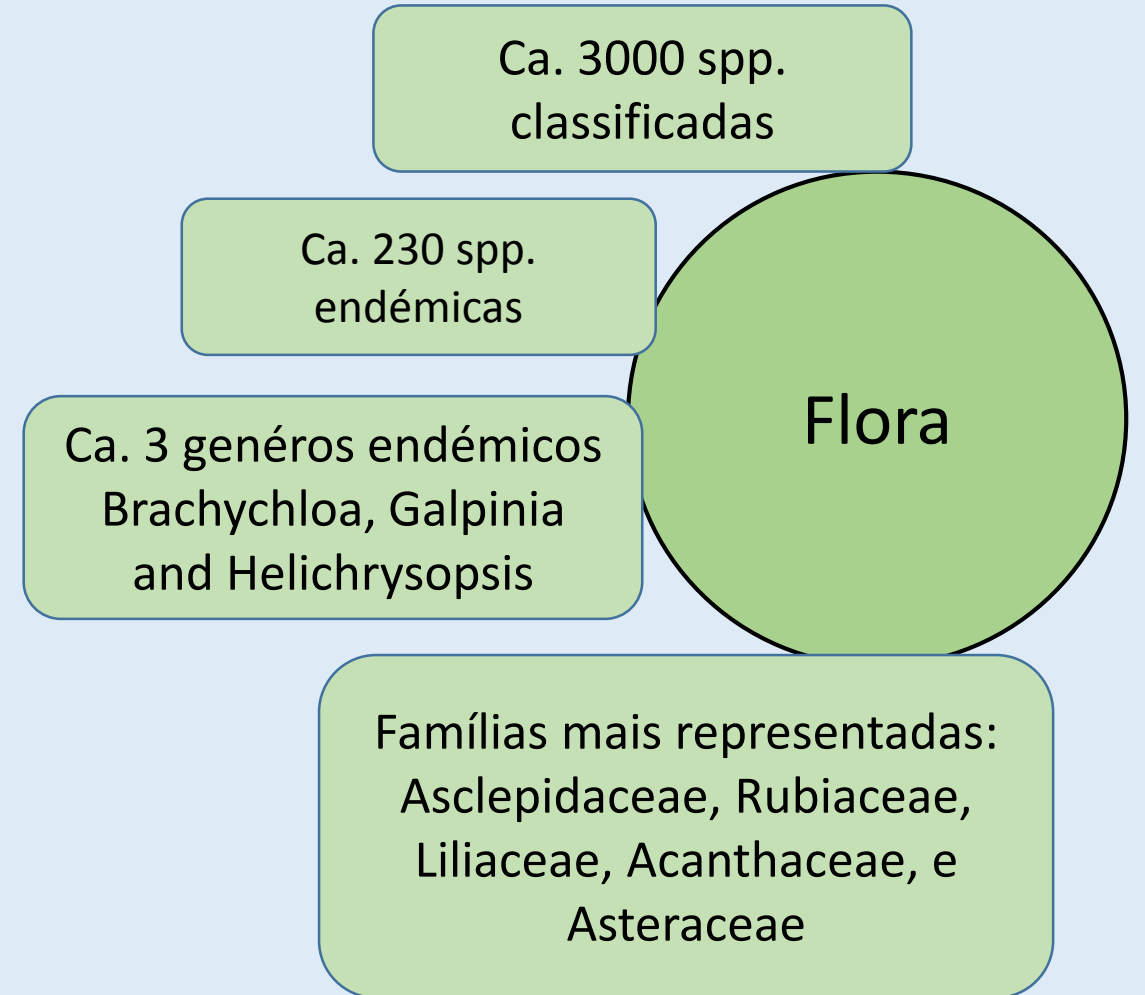 Ca. 3000 spp.
classificadas
Ca. 230 spp.
endémicas
Ca. 3 genéros endémicos
Brachychloa, Galpinia
and Helichrysopsis
Flora
Famílias mais representadas:
Asclepidaceae, Rubiaceae,
Liliaceae, Acanthaceae, e
Asteraceae